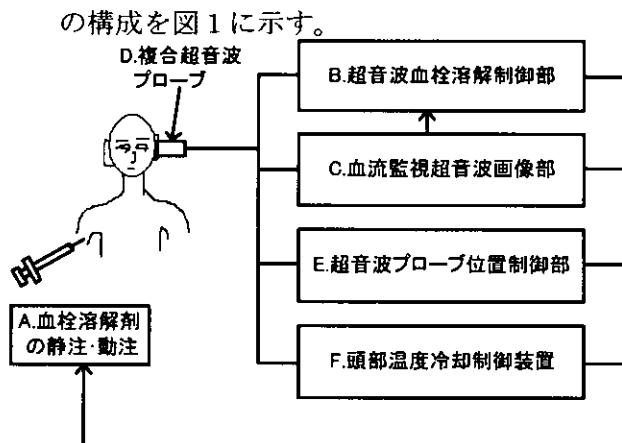 の構成を図1に示す。
D.複合超音波
プローブ
B.超音波血栓溶解制御部
C.血流監視超音波画像部
E.超音波プローブ位置制御部
A.血栓溶解剤
の静注・動注
F.頭部温度冷却制御装置